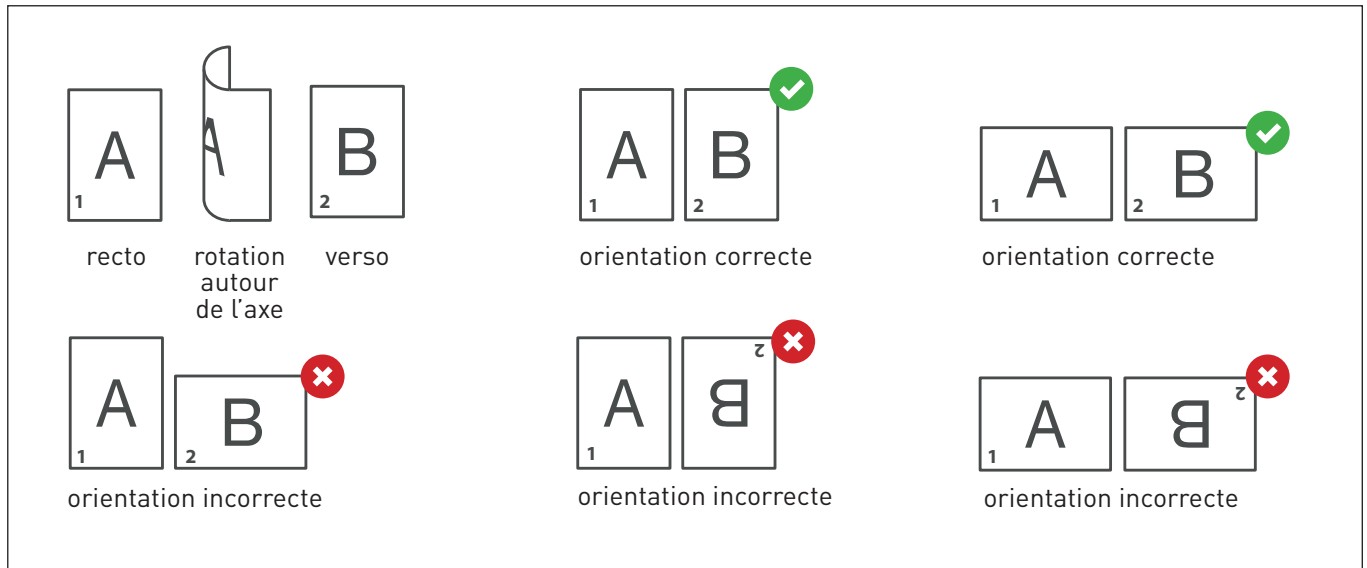 A
1
A
B
2
recto
rotation
autour
de l'axe
verso
A
1
B
2
orientation correcte
A
1
B
2
orientation correcte
A
1
B
2
orientation incorrecte
A
1
2
B
orientation incorrecte
A
1
2
B
orientation incorrecte